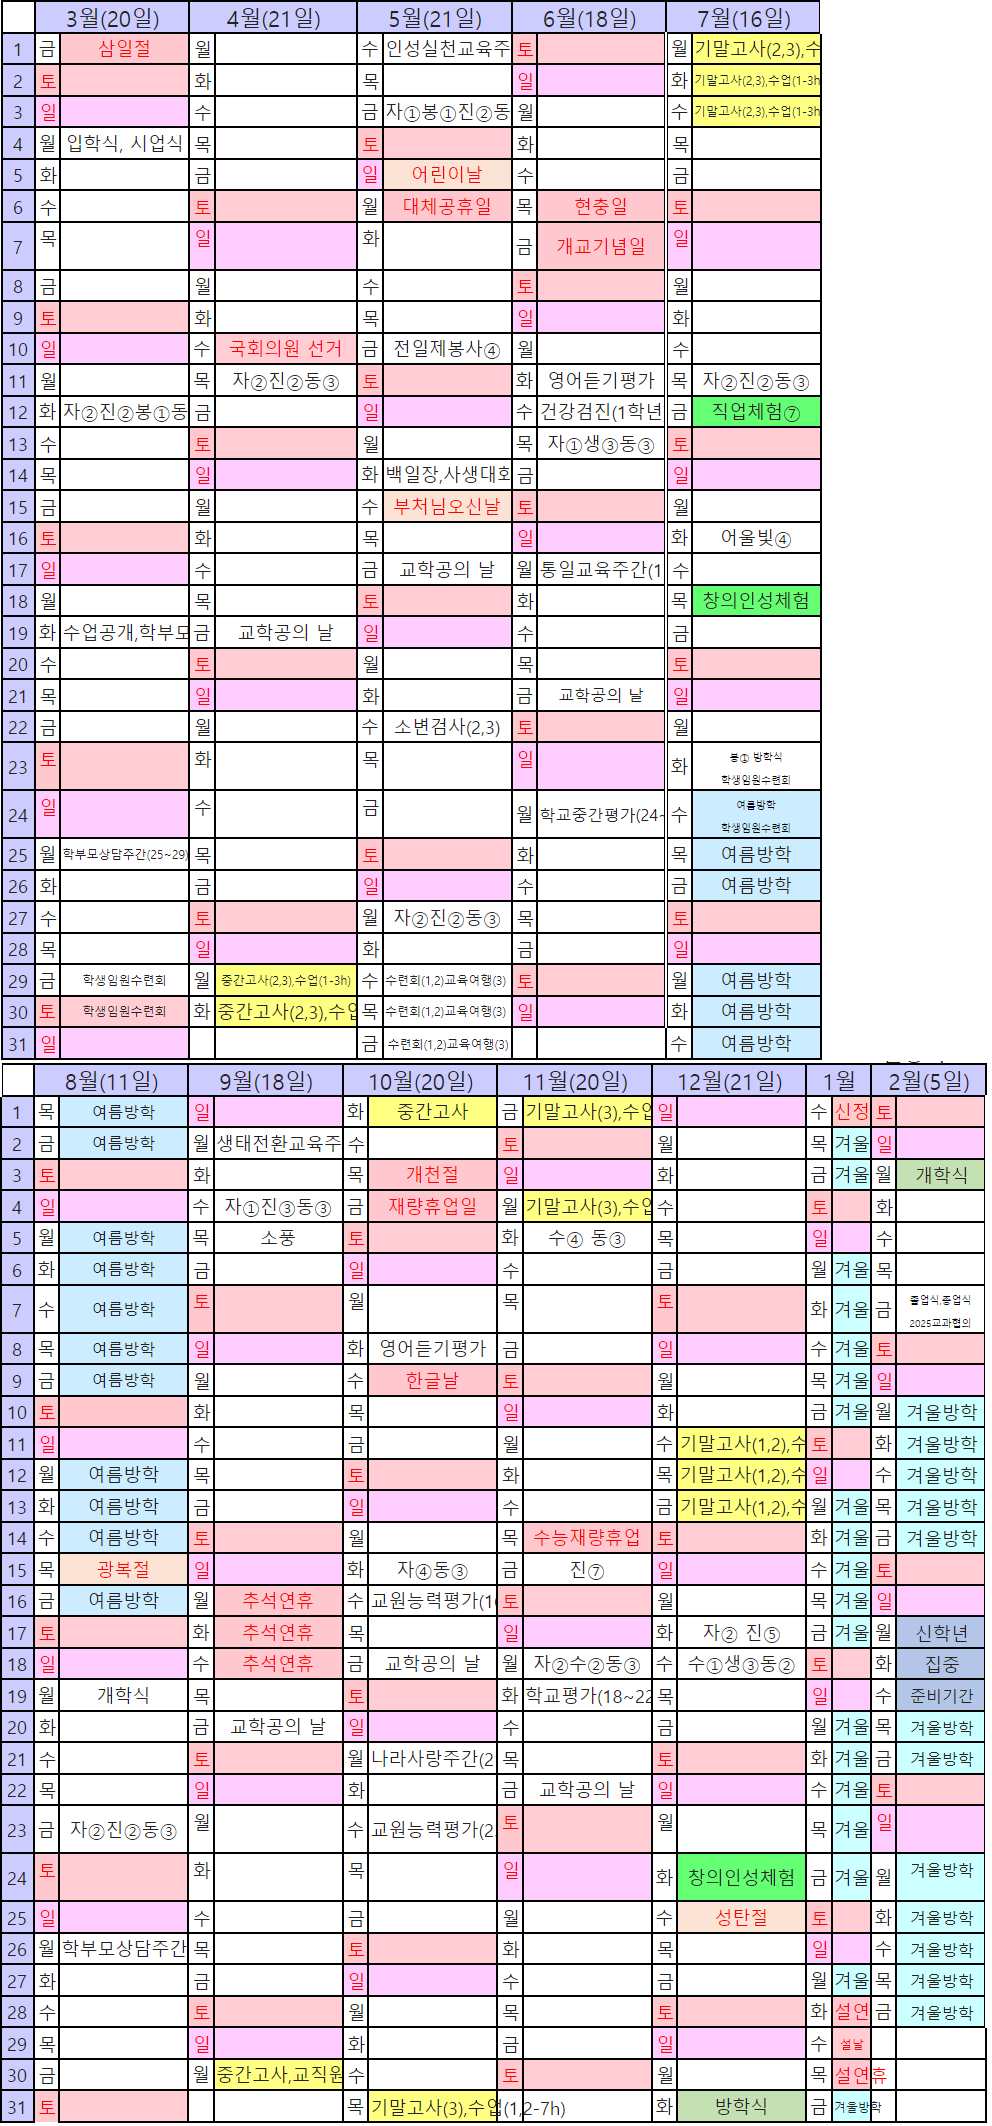 3월(20일) 4월(21일) 5월(21일) 6월(18일) 7월(16일)
1 금 삼일절 월 수 인성실천교육주 토 월 기말고사(2,3),수
2 토 화 목 일 화 기말고사(2,3),수업(1-3h
3 일 수 금 자①봉①진②동 월 수 기말고사(2,3),수업(1-3h
4 월 입학식, 시업식 목 토 화 목
5 화 금 일 어린이날 수 금
6 수 토 월 대체공휴일 목 현충일 토
7 목 일 화 금 개교기념일 일
8 금 월 수 토 월
9 토 화 목 일 화
10 일 수 국회의원 선거 금 전일제봉사④ 월 수
11 월 목 자②진②동③ 토 화 영어듣기평가 목 자②진②동③
12 화 자②진②봉①동 금 일 수 건강검진(1학년 금 직업체험⑦
13 수 토 월 목 자①생③동③ 토
14 목 일 화 백일장,사생대회 금 일
15 금 월 수 부처님오신날 토 월
16 토 화 목 일 화 어울빛④
17 일 수 금 교학공의 날 월 통일교육주간(1 수
18 월 목 토 화 목 창의인성체험
19 화 수업공개,학부모 금 교학공의 날 일 수 금
20 수 토 월 목 토
21 목 일 화 금 교학공의 날 일
22 금 월 수 소변검사(2,3) 토 월
23 토 화 목 일 화 봉① 방학식
학생임원수련회
24 일 수 금 월 학교중간평가(24~ 수 여름방학
학생임원수련회
25 월 학부모상담주간(25~29) 목 토 화 목 여름방학
26 화 금 일 수 금 여름방학
27 수 토 월 자②진②동③ 목 토
28 목 일 화 금 일
29 금 학생임원수련회 월 중간고사(2,3),수업(1-3h) 수 수련회(1,2)교육여행(3) 토 월 여름방학
30 토 학생임원수련회 화 중간고사(2,3),수업 목 수련회(1,2)교육여행(3) 일 화 여름방학
31 일 금 수련회(1,2)교육여행(3) 수 여름방학
8월(11일) 9월(18일) 10월(20일) 11월(20일) 12월(21일) 1월 2월(5일)
1 목 여름방학 일 화 중간고사 금 기말고사(3),수업 일 수 신정 토
2 금 여름방학 월 생태전환교육주 수 토 월 목 겨울 일
3 토 화 목 개천절 일 화 금 겨울 월 개학식
4 일 수 자①진③동③ 금 재량휴업일 월 기말고사(3),수업 수 토 화
5 월 여름방학 목 소풍 토 화 수④ 동③ 목 일 수
6 화 여름방학 금 일 수 금 월 겨울 목
7 수 여름방학 토 월 목 토 화 겨울 금 졸업식,종업식
2025교과협의
8 목 여름방학 일 화 영어듣기평가 금 일 수 겨울 토
9 금 여름방학 월 수 한글날 토 월 목 겨울 일
10 토 화 목 일 화 금 겨울 월 겨울방학
11 일 수 금 월 수 기말고사(1,2),수 토 화 겨울방학
12 월 여름방학 목 토 화 목 기말고사(1,2),수 일 수 겨울방학
13 화 여름방학 금 일 수 금 기말고사(1,2),수 월 겨울 목 겨울방학
14 수 여름방학 토 월 목 수능재량휴업 토 화 겨울 금 겨울방학
15 목 광복절 일 화 자④동③ 금 진⑦ 일 수 겨울 토
16 금 여름방학 월 추석연휴 수 교원능력평가(16 토 월 목 겨울 일
17 토 화 추석연휴 목 일 화 자② 진⑤ 금 겨울 월 신학년
18 일 수 추석연휴 금 교학공의 날 월 자②수②동③ 수 수①생③동② 토 화 집중
19 월 개학식 목 토 화 학교평가(18~22 목 일 수 준비기간
20 화 금 교학공의 날 일 수 금 월 겨울 목 겨울방학
21 수 토 월 나라사랑주간(2 목 토 화 겨울 금 겨울방학
22 목 일 화 금 교학공의 날 일 수 겨울 토
23 금 자②진②동③ 월 수 교원능력평가(2 토 월 목 겨울 일
24 토 화 목 일 화 창의인성체험 금 겨울 월 겨울방학
25 일 수 금 월 수 성탄절 토 화 겨울방학
26 월 학부모상담주간 목 토 화 목 일 수 겨울방학
27 화 금 일 수 금 월 겨울 목 겨울방학
28 수 토 월 목 토 화 설연 금 겨울방학
29 목 일 화 금 일 수 설날
30 금 월 중간고사,교직원 수 토 월 목 설연휴
31 토 목 기말고사(3),수업(1,2-7h) 화 방학식 금 겨울방학